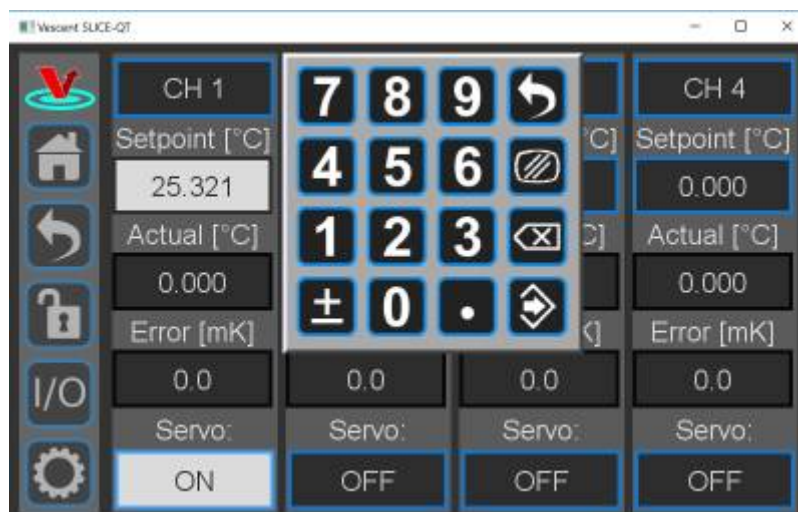 Vescent SLICE-QT
CH 1
CH 4
Setpoint [°C]
°C]
Setpoint [°C]
25.321
0.000
Actual [°C]
Actual [°C]
0.000
0.000
Error [mK]
Error [mK]
7 8 9
4 5 6
1 2 3
± 0 .
I/O
0.0
0.0
0.0
0.0
Servo:
Servo:
Servo:
Servo:
ON
OFF
OFF
OFF